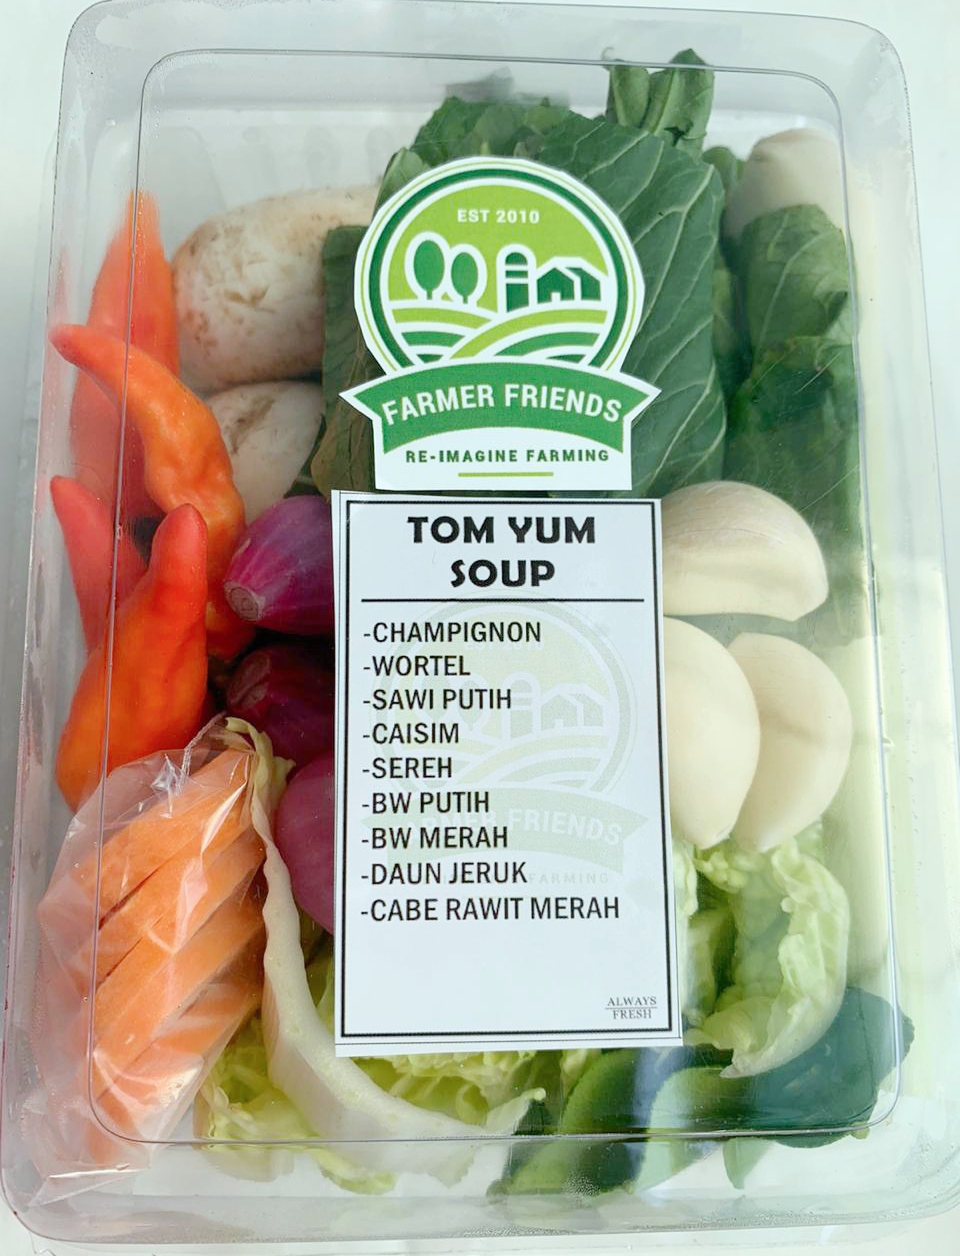 EST 2010
FARMER FRIENDS
RE-IMAGINE FARMING
TOM YUM
SOUP
-CHAMPIGNON
-WORTEL
-SAWI PUTIH
-CAISIM
-SEREH
-BW PUTIH
-BW MERAH
-DAUN JERUK
-CABE RAWIT MERAH
ALWAYS
FRESH